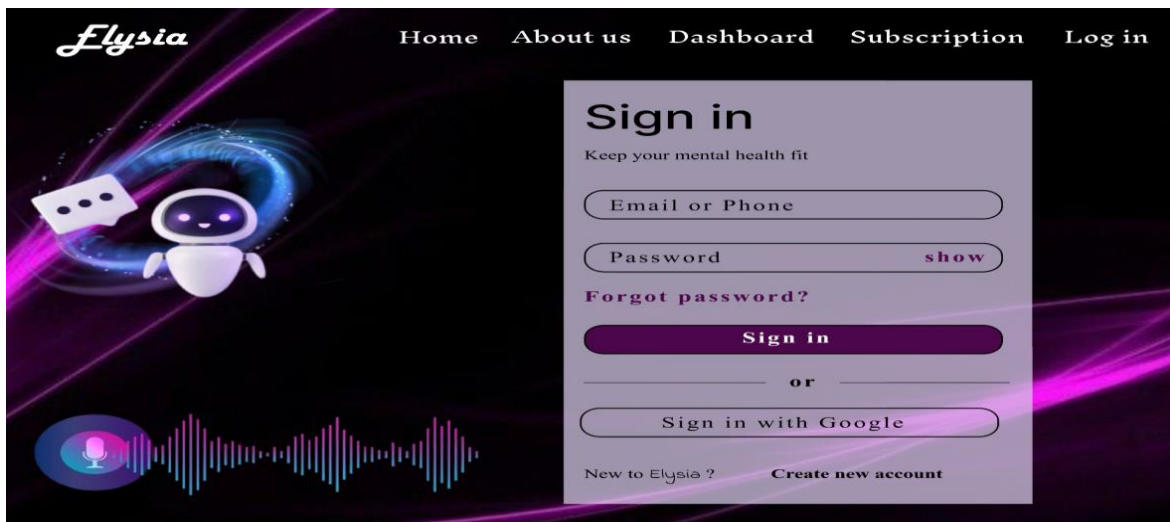 Elysia
Home About us Dashboard Subscription Log in
Sign in
Keep your mental health fit
Email or Phone
Password show
Forgot password?
Sign in
or
Sign in with Google
New to Elysia ? Create new account